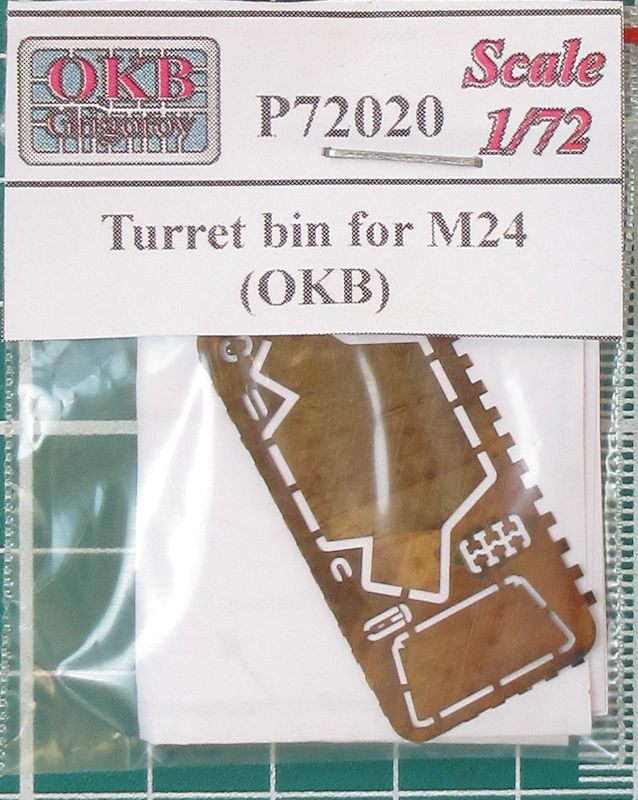 OKB
Grigorov
P72020
Scale
1/72
Turret bin for M24
(OKB)